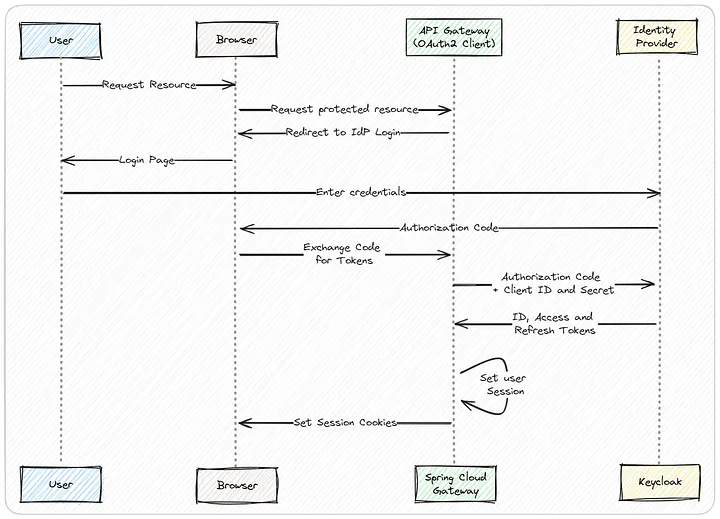 User
Browser
API Gateway
(OAuth2 Client)
Identity
Provider
Request Resource
Request protected resource
Redirect to IdP Login
Login Page
Enter credentials
Authorization Code
Exchange Code
for Tokens
Authorization Code
+ Client ID and Secret
ID, Access and
Refresh Tokens
Set user
Session
Set Session Cookies
User
Browser
Spring Cloud
Gateway
Keycloak